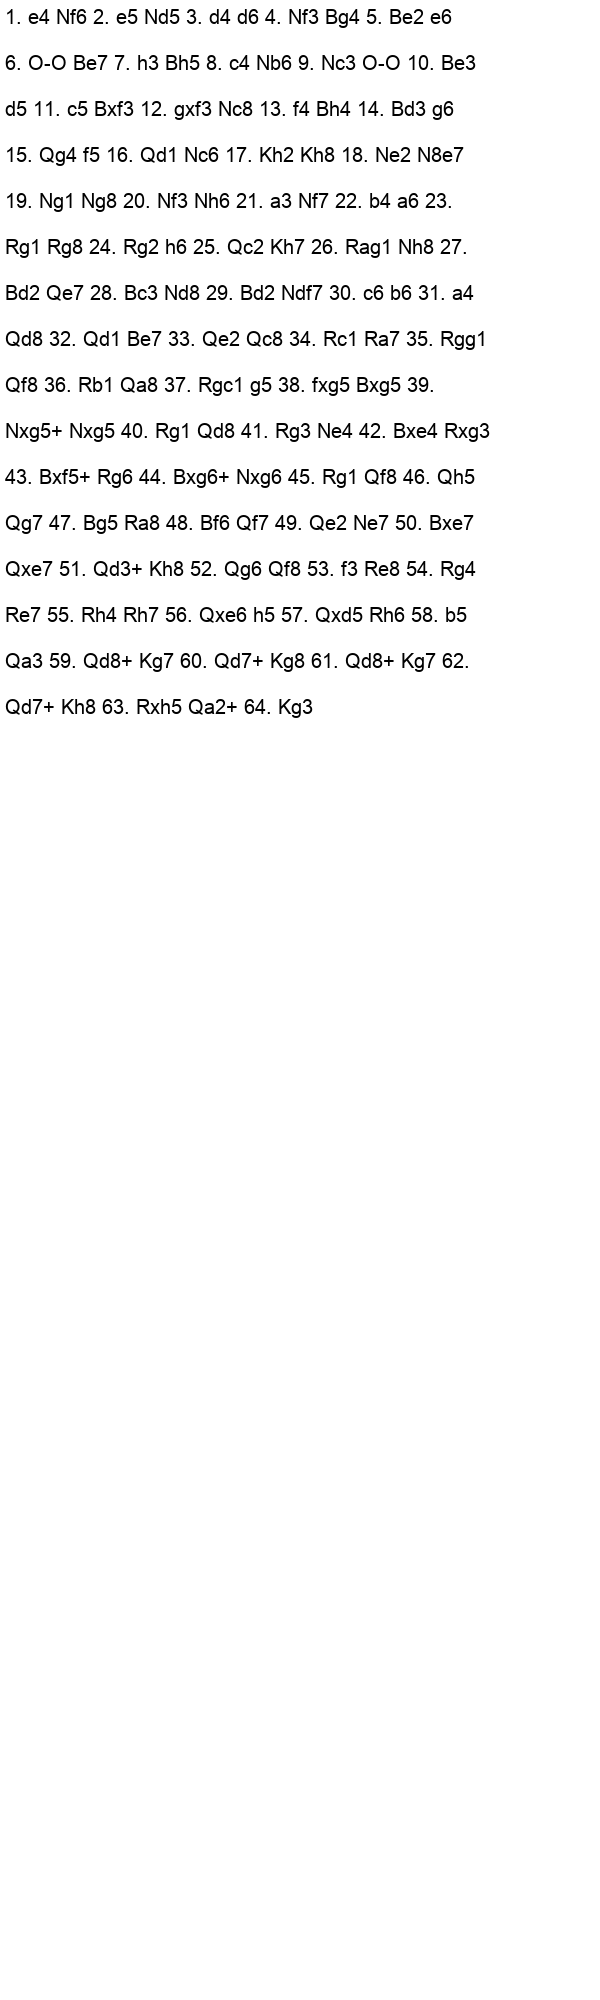 1. e4 Nf6 2. e5 Nd5 3. d4 d6 4. Nf3 Bg4 5. Be2 e6
6. O-O Be7 7. h3 Bh5 8. c4 Nb6 9. Nc3 O-O 10. Be3
d5 11. c5 Bxf3 12. gxf3 Nc8 13. f4 Bh4 14. Bd3 g6
15. Qg4 f5 16. Qd1 Nc6 17. Kh2 Kh8 18. Ne2 N8e7
19. Ng1 Ng8 20. Nf3 Nh6 21. a3 Nf7 22. b4 a6 23.
Rg1 Rg8 24. Rg2 h6 25. Qc2 Kh7 26. Rag1 Nh8 27.
Bd2 Qe7 28. Bc3 Nd8 29. Bd2 Ndf7 30. c6 b6 31. a4
Qd8 32. Qd1 Be7 33. Qe2 Qc8 34. Rc1 Ra7 35. Rgg1
Qf8 36. Rb1 Qa8 37. Rgc1 g5 38. fxg5 Bxg5 39.
Nxg5+ Nxg5 40. Rg1 Qd8 41. Rg3 Ne4 42. Bxe4 Rxg3
43. Bxf5+ Rg6 44. Bxg6+ Nxg6 45. Rg1 Qf8 46. Qh5
Qg7 47. Bg5 Ra8 48. Bf6 Qf7 49. Qe2 Ne7 50. Bxe7
Qxe7 51. Qd3+ Kh8 52. Qg6 Qf8 53. f3 Re8 54. Rg4
Re7 55. Rh4 Rh7 56. Qxe6 h5 57. Qxd5 Rh6 58. b5
Qa3 59. Qd8+ Kg7 60. Qd7+ Kg8 61. Qd8+ Kg7 62.
Qd7+ Kh8 63. Rxh5 Qa2+ 64. Kg3